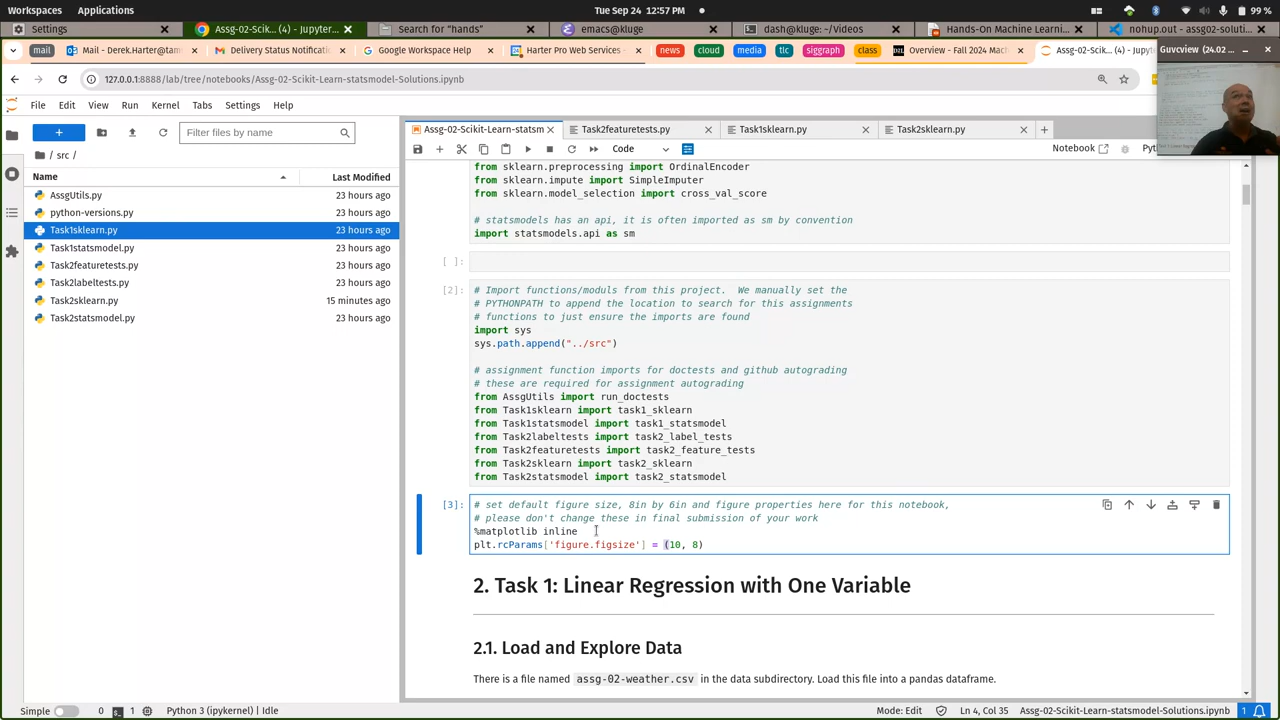 Workspaces
Applications
Tue Sep 24 12:57 PM
99 %
Settings
Assg-02-Scikit-Learn (4) - Jupyter
Search for "hands"
emacs@kluge
dash@kluge: ~/Videos
Hands-On Machine Learning
nohup.out - assg02-soluti
mail
Mail - Derek.Harter@tam
Delivery Status Notificati
Google Workspace Help
Harter Pro Web Services -
news
cloud
media
tlc
siggraph
class
Overview - Fall 2024 Mac
Assg-02-Sci (4) - Jupyt
Guvcview (24.02
127.0.0.1:8888/lab/tree/notebooks/Assg-02-Scikit-Learn-statsmodel-Solutions.ipynb
File Edit View Run Kernel Tabs Settings Help
+
Filter files by name
/ src /
Name
Last Modified
AssgUtils.py 23 hours ago
python-versions.py 23 hours ago
Task1sklearn.py 23 hours ago
Task1statsmodel.py 23 hours ago
Task2featuretests.py 23 hours ago
Task2labeltests.py 23 hours ago
Task2sklearn.py 15 minutes ago
Task2statsmodel.py 23 hours ago
Assg-02-Scikit-Learn-statsm
Task2featuretests.py
Task1sklearn.py
Task2sklearn.py
Code
Notebook
from sklearn.preprocessing import OrdinalEncoder
from sklearn.impute import SimpleImputer
from sklearn.model_selection import cross_val_score
# statsmodels has an api, it is often imported as sm by convention
import statsmodels.api as sm
[ ]:
[2]:
# Import functions/moduls from this project.  We manually set the
# PYTHONPATH to append the location to search for this assignments
# functions to just ensure the imports are found
import sys
sys.path.append("../src")
# assignment function imports for doctests and github autograding
# these are required for assignment autograding
from AssgUtils import run_doctests
from Task1sklearn import task1_sklearn
from Task1statsmodel import task1_statsmodel
from Task2labeltests import task2_label_tests
from Task2featuretests import task2_feature_tests
from Task2sklearn import task2_sklearn
from Task2statsmodel import task2_statsmodel
[3]:
# set default figure size, 8in by 6in and figure properties here for this notebook,
# please don't change these in final submission of your work
%matplotlib inline
plt.rcParams['figure.figsize'] = (10, 8)
2. Task 1: Linear Regression with One Variable
2.1. Load and Explore Data
There is a file named assg-02-weather.csv in the data subdirectory. Load this file into a pandas dataframe.
Simple
0
1
Python 3 (ipykernel) | Idle
Mode: Edit
Ln 4, Col 35
Assg-02-Scikit-Learn-statsmodel-Solutions.ipynb
1